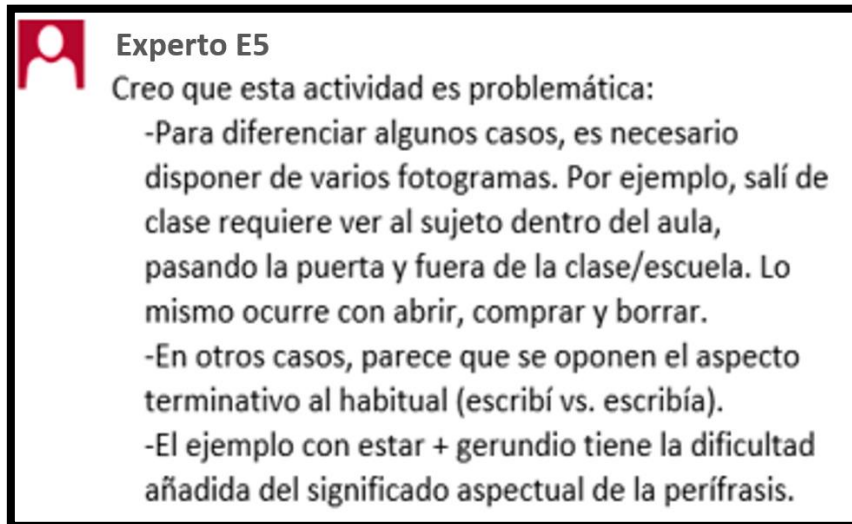 Experto E5
Creo que esta actividad es problemática:
-Para diferenciar algunos casos, es necesario
disponer de varios fotogramas. Por ejemplo, salí de
clase requiere ver al sujeto dentro del aula,
pasando la puerta y fuera de la clase/escuela. Lo
mismo ocurre con abrir, comprar y borrar.
-En otros casos, parece que se oponen el aspecto
terminativo al habitual (escribí vs. escribía).
-El ejemplo con estar + gerundio tiene la dificultad
añadida del significado aspectual de la perífrasis.